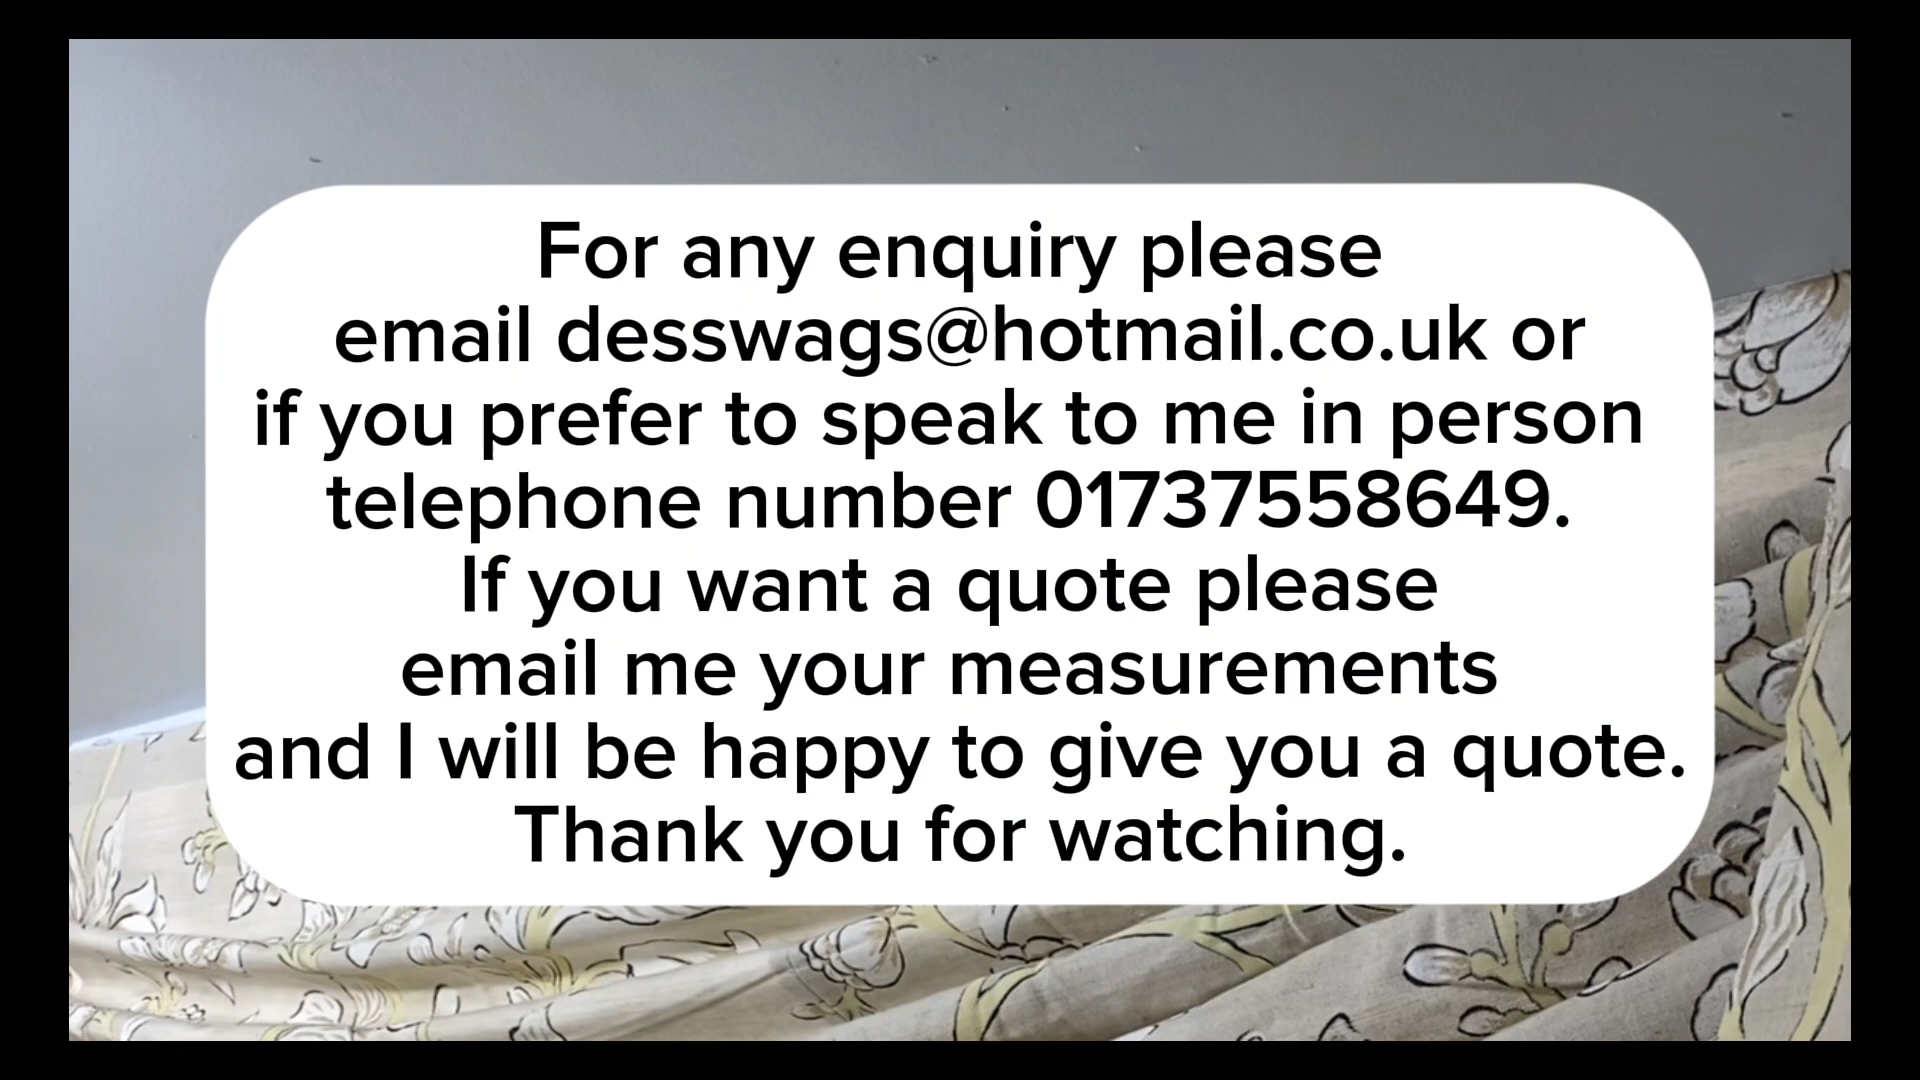 For any enquiry please
email desswags@hotmail.co.uk or
if you prefer to speak to me in person
telephone number 01737558649.
If you want a quote please
email me your measurements
and I will be happy to give you a quote.
Thank you for watching.